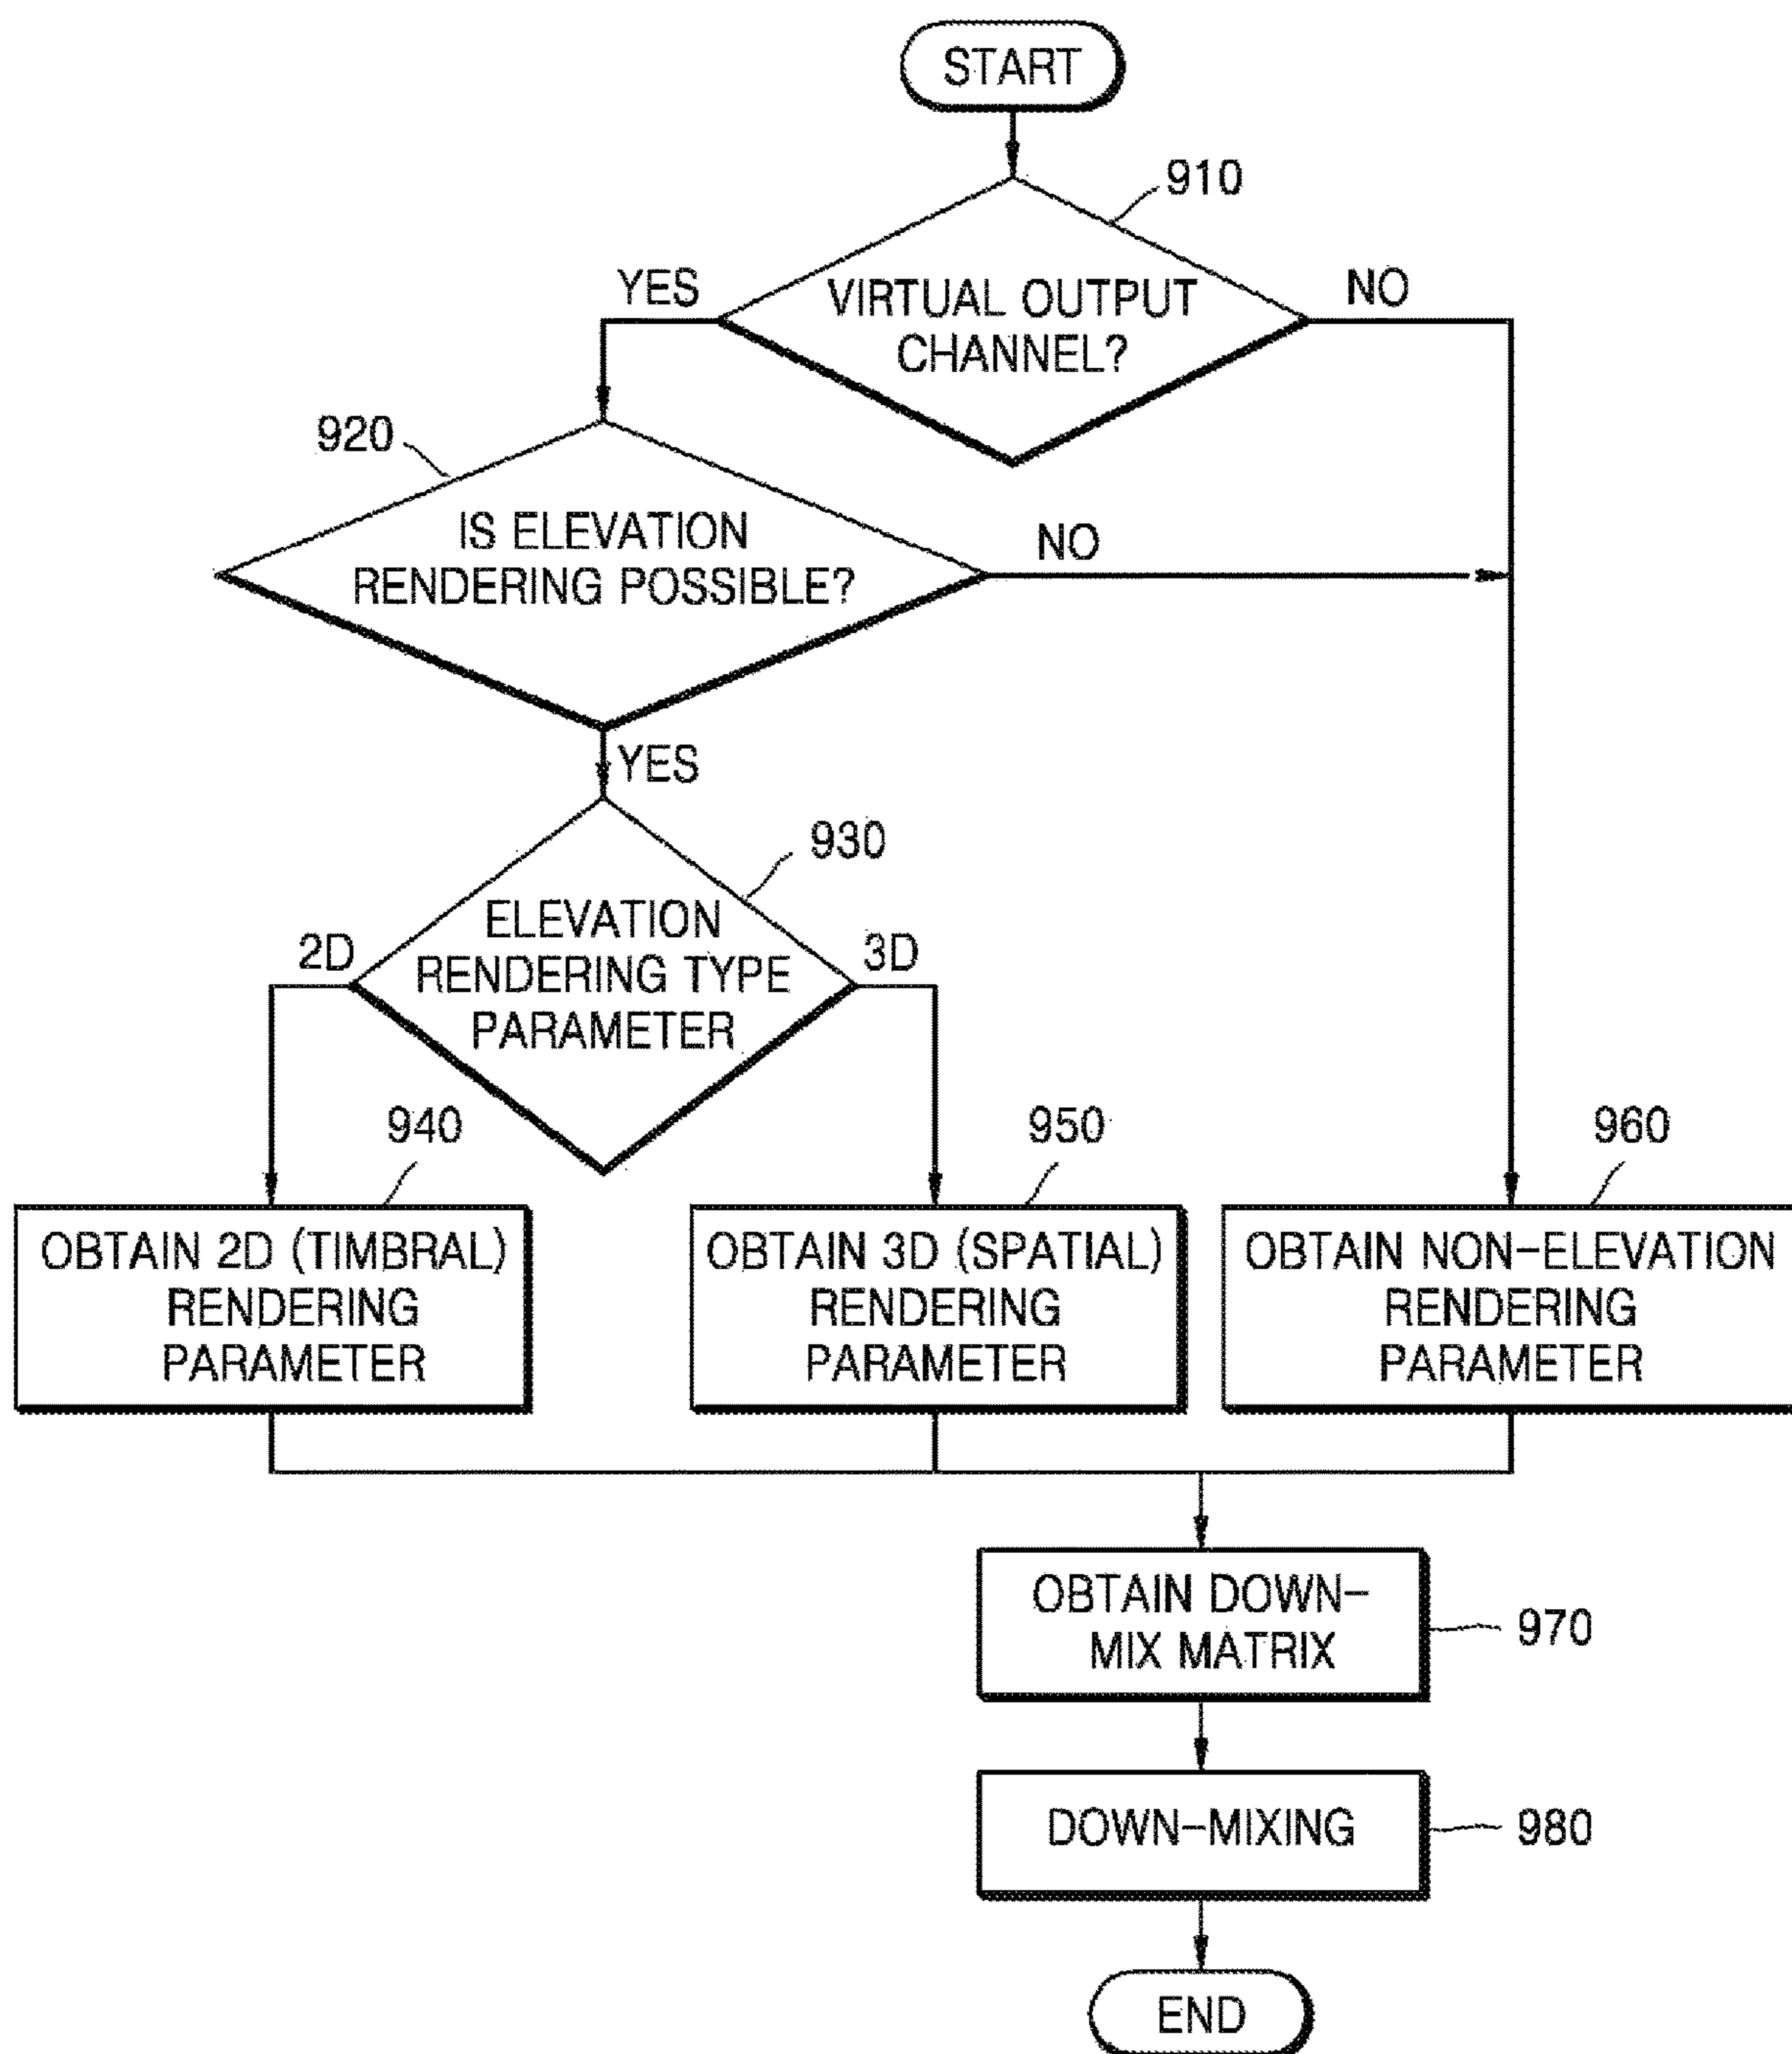 START
910
YES
NO
VIRTUAL OUTPUT
CHANNEL?
920
IS ELEVATION
RENDERING POSSIBLE?
NO
YES
930
ELEVATION
RENDERING TYPE
PARAMETER
2D
3D
940
950
960
OBTAIN 2D (TIMBRAL)
RENDERING
PARAMETER
OBTAIN 3D (SPATIAL)
RENDERING
PARAMETER
OBTAIN NON-ELEVATION
RENDERING
PARAMETER
OBTAIN DOWN-
MIX MATRIX
970
DOWN-MIXING
980
END